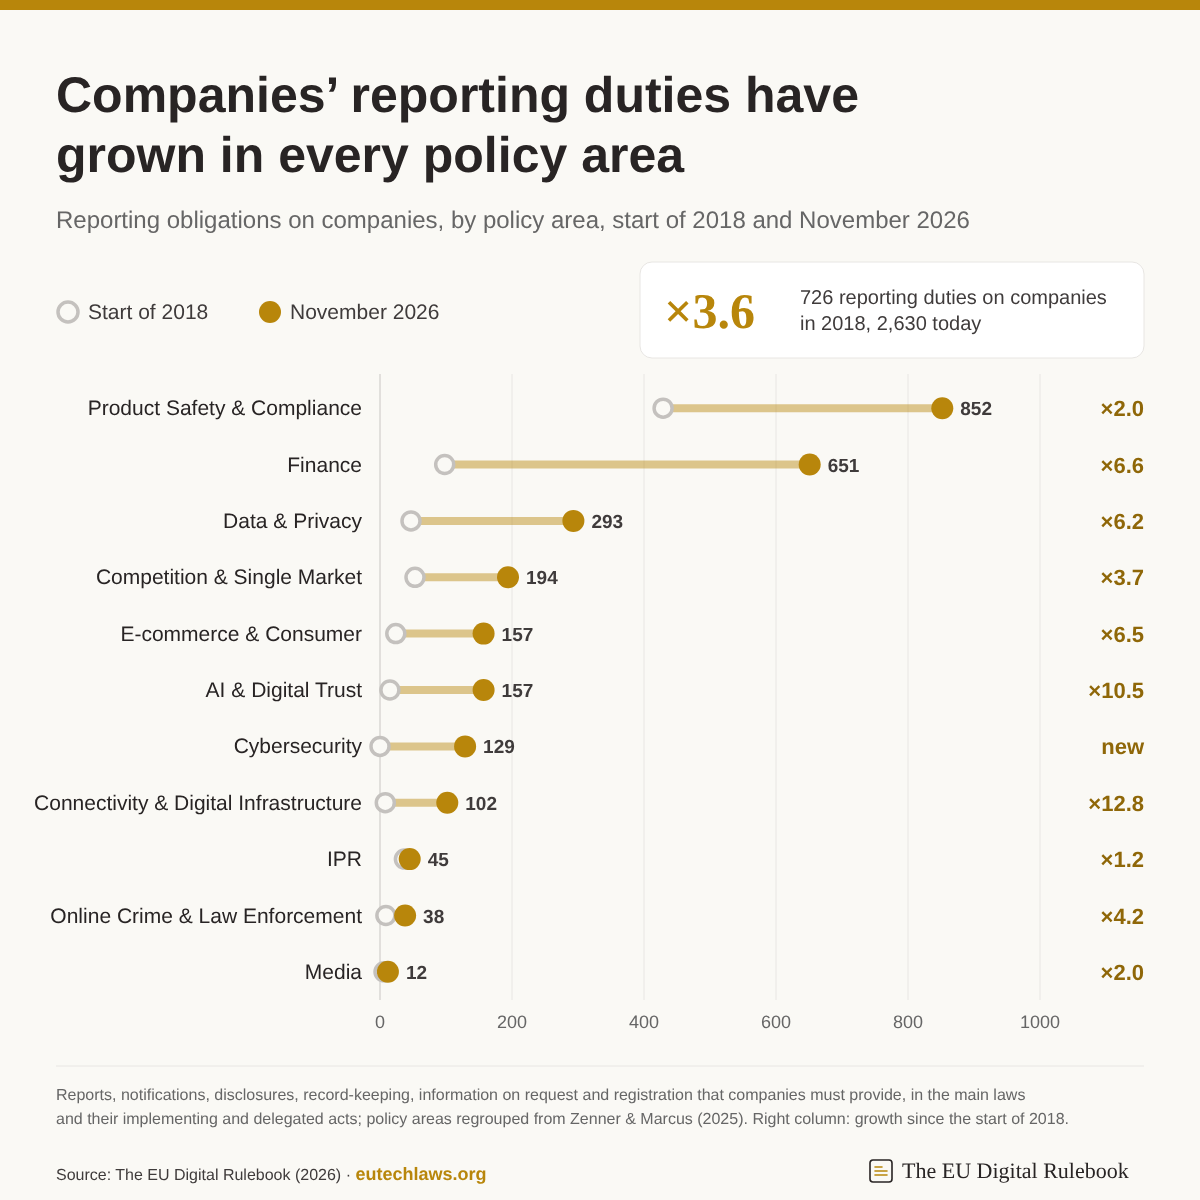 Companies’ reporting duties have
grown in every policy area
Reporting obligations on companies, by policy area, start of 2018 and November 2026
Start of 2018
November 2026
×3.6
726 reporting duties on companies
in 2018, 2,630 today
Product Safety & Compliance 852 ×2.0
Finance 651 ×6.6
Data & Privacy 293 ×6.2
Competition & Single Market 194 ×3.7
E-commerce & Consumer 157 ×6.5
AI & Digital Trust 157 ×10.5
Cybersecurity 129 new
Connectivity & Digital Infrastructure 102 ×12.8
IPR 45 ×1.2
Online Crime & Law Enforcement 38 ×4.2
Media 12 ×2.0
0 200 400 600 800 1000
Reports, notifications, disclosures, record-keeping, information on request and registration that companies must provide, in the main laws
and their implementing and delegated acts; policy areas regrouped from Zenner & Marcus (2025). Right column: growth since the start of 2018.
Source: The EU Digital Rulebook (2026) · eutechlaws.org
The EU Digital Rulebook